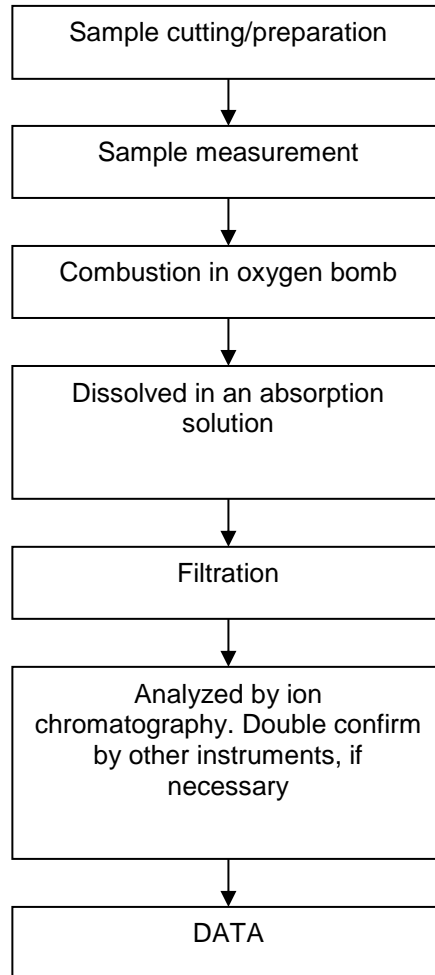 Sample cutting/preparation
Sample measurement
Combustion in oxygen bomb
Dissolved in an absorption
solution
Filtration
Analyzed by ion
chromatography. Double confirm
by other instruments, if
necessary
DATA